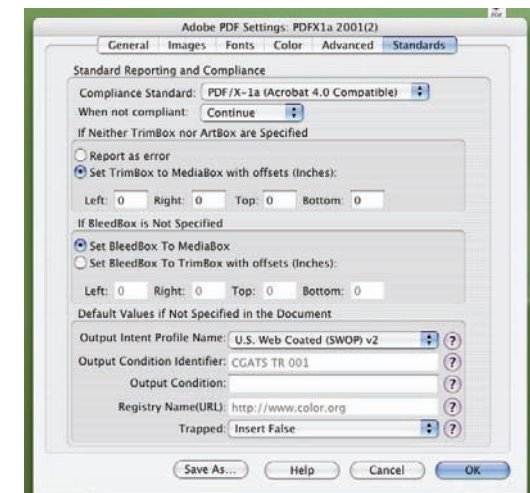 PDF
Adobe PDF Settings: PDFX1a 2001(2)
General Images Fonts Color Advanced Standards
Standard Reporting and Compliance
Compliance Standard: PDF/X-1a (Acrobat 4.0 Compatible)
When not compliant: Continue
If Neither TrimBox nor ArtBox are Specified
Report as error
Set TrimBox to MediaBox with offsets (Inches):
Left: 0 Right: 0 Top: 0 Bottom: 0
If BleedBox is Not Specified
Set BleedBox To MediaBox
Set BleedBox To TrimBox with offsets (Inches):
Left: 0 Right: 0 Top: 0 Bottom: 0
Default Values if Not Specified in the Document
Output Intent Profile Name: U.S. Web Coated (SWOP) v2 ?
Output Condition Identifier: CGATS TR 001 ?
Output Condition: ?
Registry Name(URL): http://www.color.org ?
Trapped: Insert False ?
Save As... Help Cancel OK